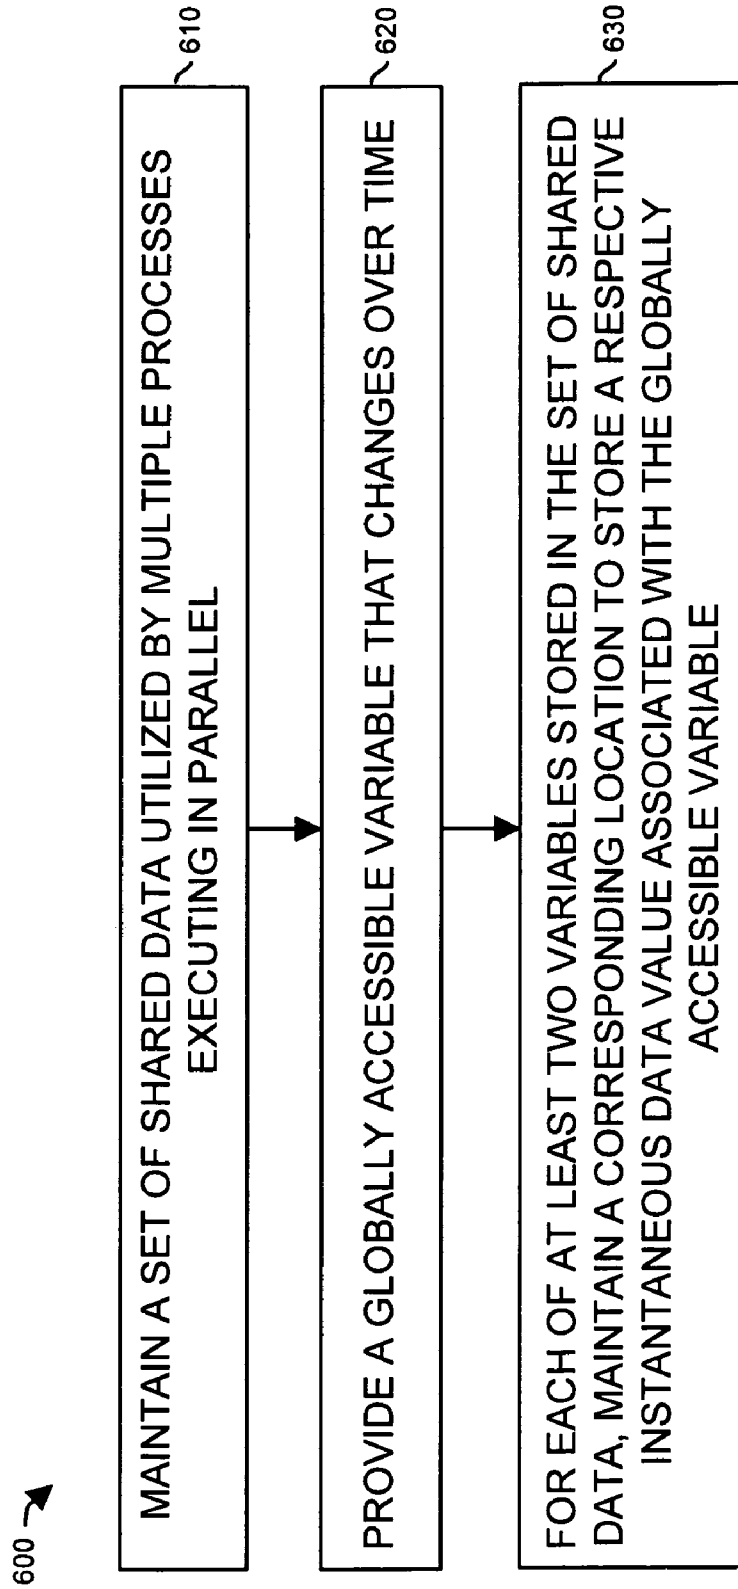 600
610
MAINTAIN A SET OF SHARED DATA UTILIZED BY MULTIPLE PROCESSES
EXECUTING IN PARALLEL
620
PROVIDE A GLOBALLY ACCESSIBLE VARIABLE THAT CHANGES OVER TIME
630
FOR EACH OF AT LEAST TWO VARIABLES STORED IN THE SET OF SHARED
DATA, MAINTAIN A CORRESPONDING LOCATION TO STORE A RESPECTIVE
INSTANTANEOUS DATA VALUE ASSOCIATED WITH THE GLOBALLY
ACCESSIBLE VARIABLE